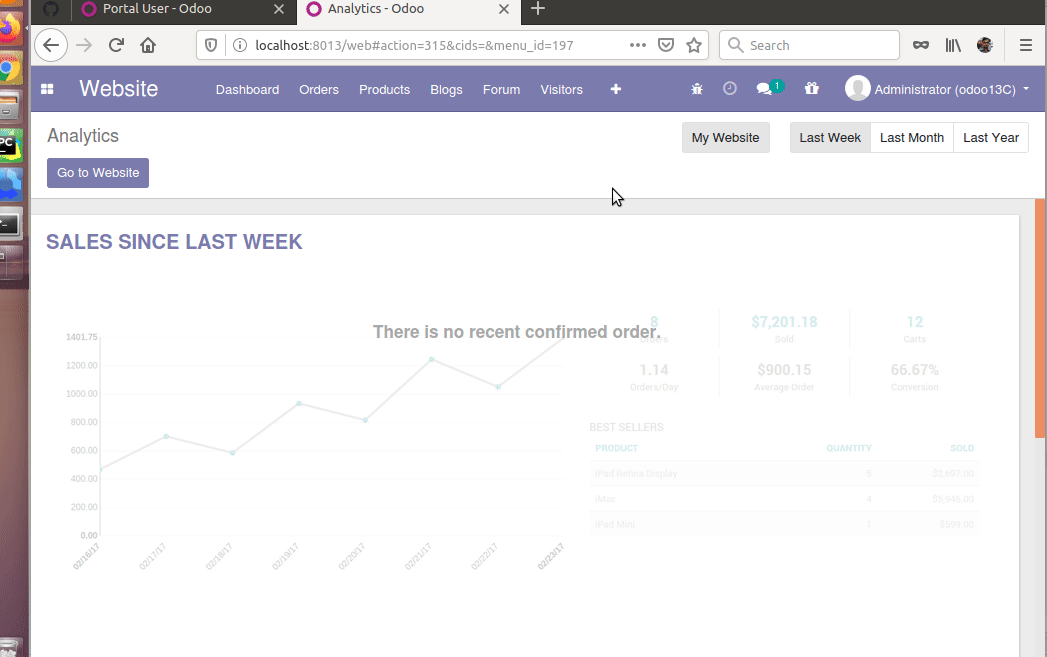 Portal User - Odoo
Analytics - Odoo
localhost:8013/web#action=315&cids=&menu_id=197
Search
Website Dashboard Orders Products Blogs Forum Visitors 1 Administrator (odoo13C)
Analytics
My Website Last Week Last Month Last Year
Go to Website
SALES SINCE LAST WEEK
There is no recent confirmed order.
8 $7,201.18 12
Orders Sold Carts
1.14 $900.15 66.67%
Orders/Day Average Order Conversion
1401.75
1200.00
1000.00
800.00
600.00
400.00
200.00
0.00
02/16/17 02/17/17 02/18/17 02/19/17 02/20/17 02/21/17 02/22/17 02/23/17
BEST SELLERS
PRODUCT QUANTITY SOLD
iPad Retina Display 5
iMac 4 $5,946.00
iPad Mini 1 $599.00